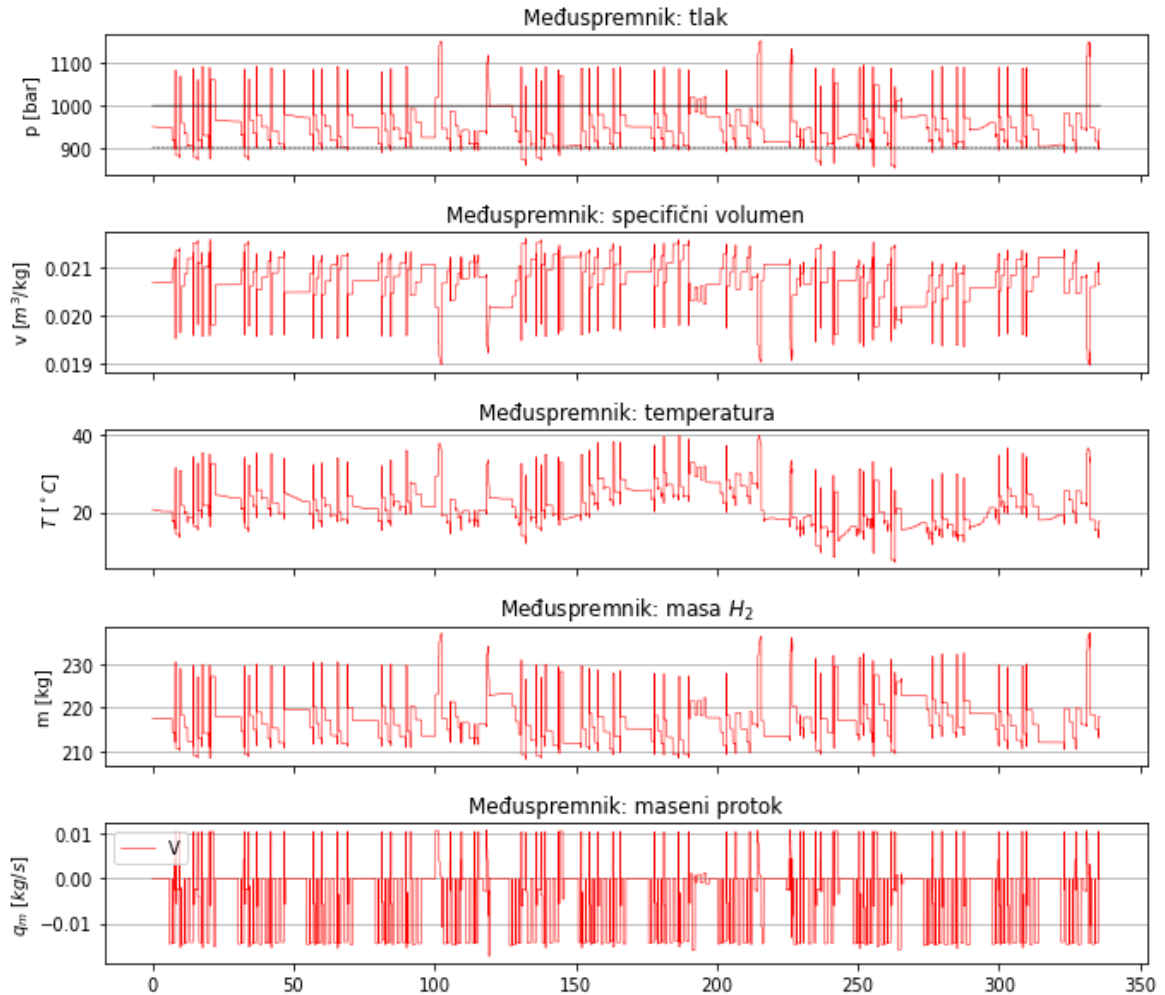 Međuspremnik: tlak
p [bar]
1100
1000
900
Međuspremnik: specifični volumen
v [m³/kg]
0.021
0.020
0.019
Međuspremnik: temperatura
T [°C]
40
20
Međuspremnik: masa H₂
m [kg]
230
220
210
Međuspremnik: maseni protok
qₘ [kg/s]
0.01
0.00
−0.01
V
0 50 100 150 200 250 300 350